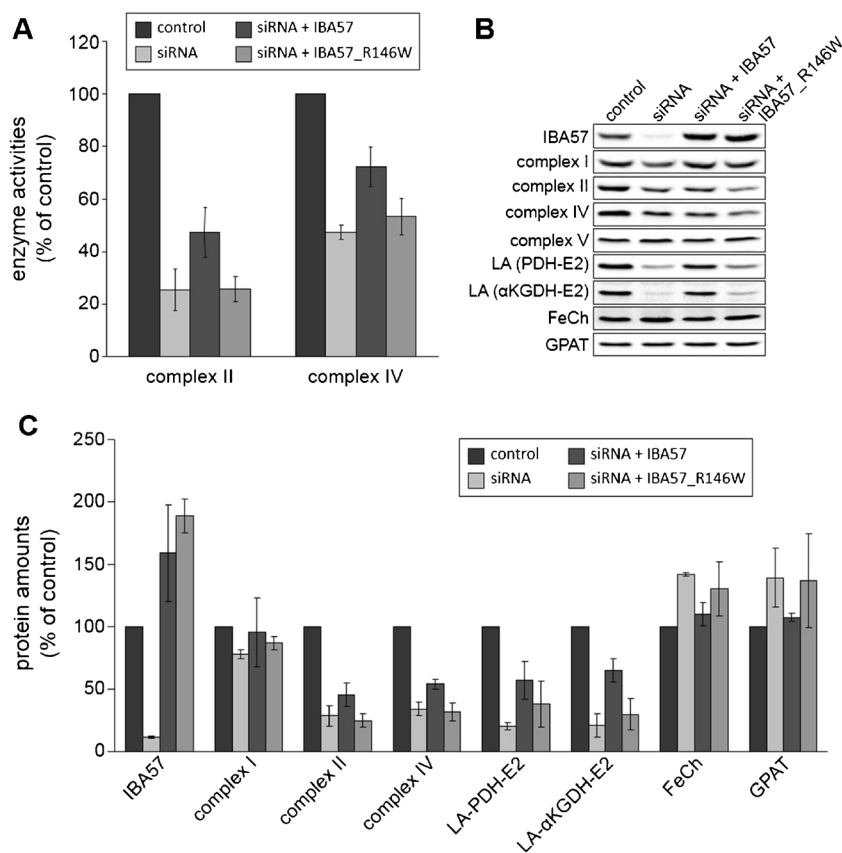 A
control
siRNA + IBA57
siRNA
siRNA + IBA57_R146W
enzyme activities
(% of control)
120
100
80
60
40
20
0
complex II
complex IV
B
control
siRNA
siRNA + IBA57
siRNA +
IBA57_R146W
IBA57
complex I
complex II
complex IV
complex V
LA (PDH-E2)
LA (αKGDH-E2)
FeCh
GPAT
C
control
siRNA + IBA57
siRNA
siRNA + IBA57_R146W
protein amounts
(% of control)
250
200
150
100
50
0
IBA57
complex I
complex II
complex IV
LA-PDH-E2
LA-αKGDH-E2
FeCh
GPAT